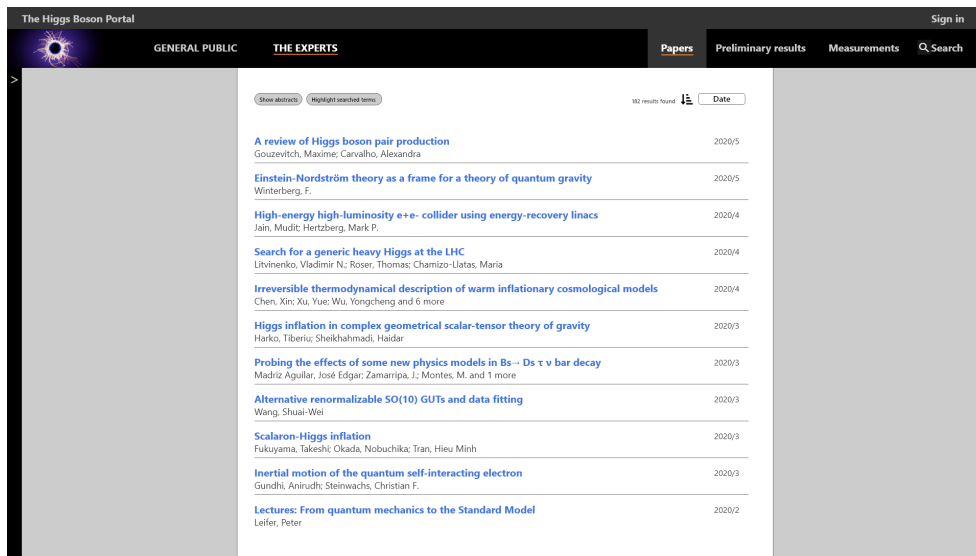 The Higgs Boson Portal
Sign in
GENERAL PUBLIC
THE EXPERTS
Papers
Preliminary results
Measurements
Search
>
Show abstracts
Highlight searched terms
182 results found
Date
A review of Higgs boson pair production
2020/5
Gouzevitch, Maxime; Carvalho, Alexandra
Einstein-Nordström theory as a frame for a theory of quantum gravity
2020/5
Winterberg, F.
High-energy high-luminosity e+e- collider using energy-recovery linacs
2020/4
Jain, Mudit; Hertzberg, Mark P.
Search for a generic heavy Higgs at the LHC
2020/4
Litvinenko, Vladimir N.; Roser, Thomas; Chamizo-Llatas, Maria
Irreversible thermodynamical description of warm inflationary cosmological models
2020/4
Chen, Xin; Xu, Yue; Wu, Yongcheng and 6 more
Higgs inflation in complex geometrical scalar-tensor theory of gravity
2020/3
Harko, Tiberiu; Sheikhahmadi, Haidar
Probing the effects of some new physics models in Bs→ Ds τ ν bar decay
2020/3
Madriz Aguilar, José Edgar; Zamarripa, J.; Montes, M. and 1 more
Alternative renormalizable SO(10) GUTs and data fitting
2020/3
Wang, Shuai-Wei
Scalaron-Higgs inflation
2020/3
Fukuyama, Takeshi; Okada, Nobuchika; Tran, Hieu Minh
Inertial motion of the quantum self-interacting electron
2020/3
Gundhi, Anirudh; Steinwachs, Christian F.
Lectures: From quantum mechanics to the Standard Model
2020/2
Leifer, Peter